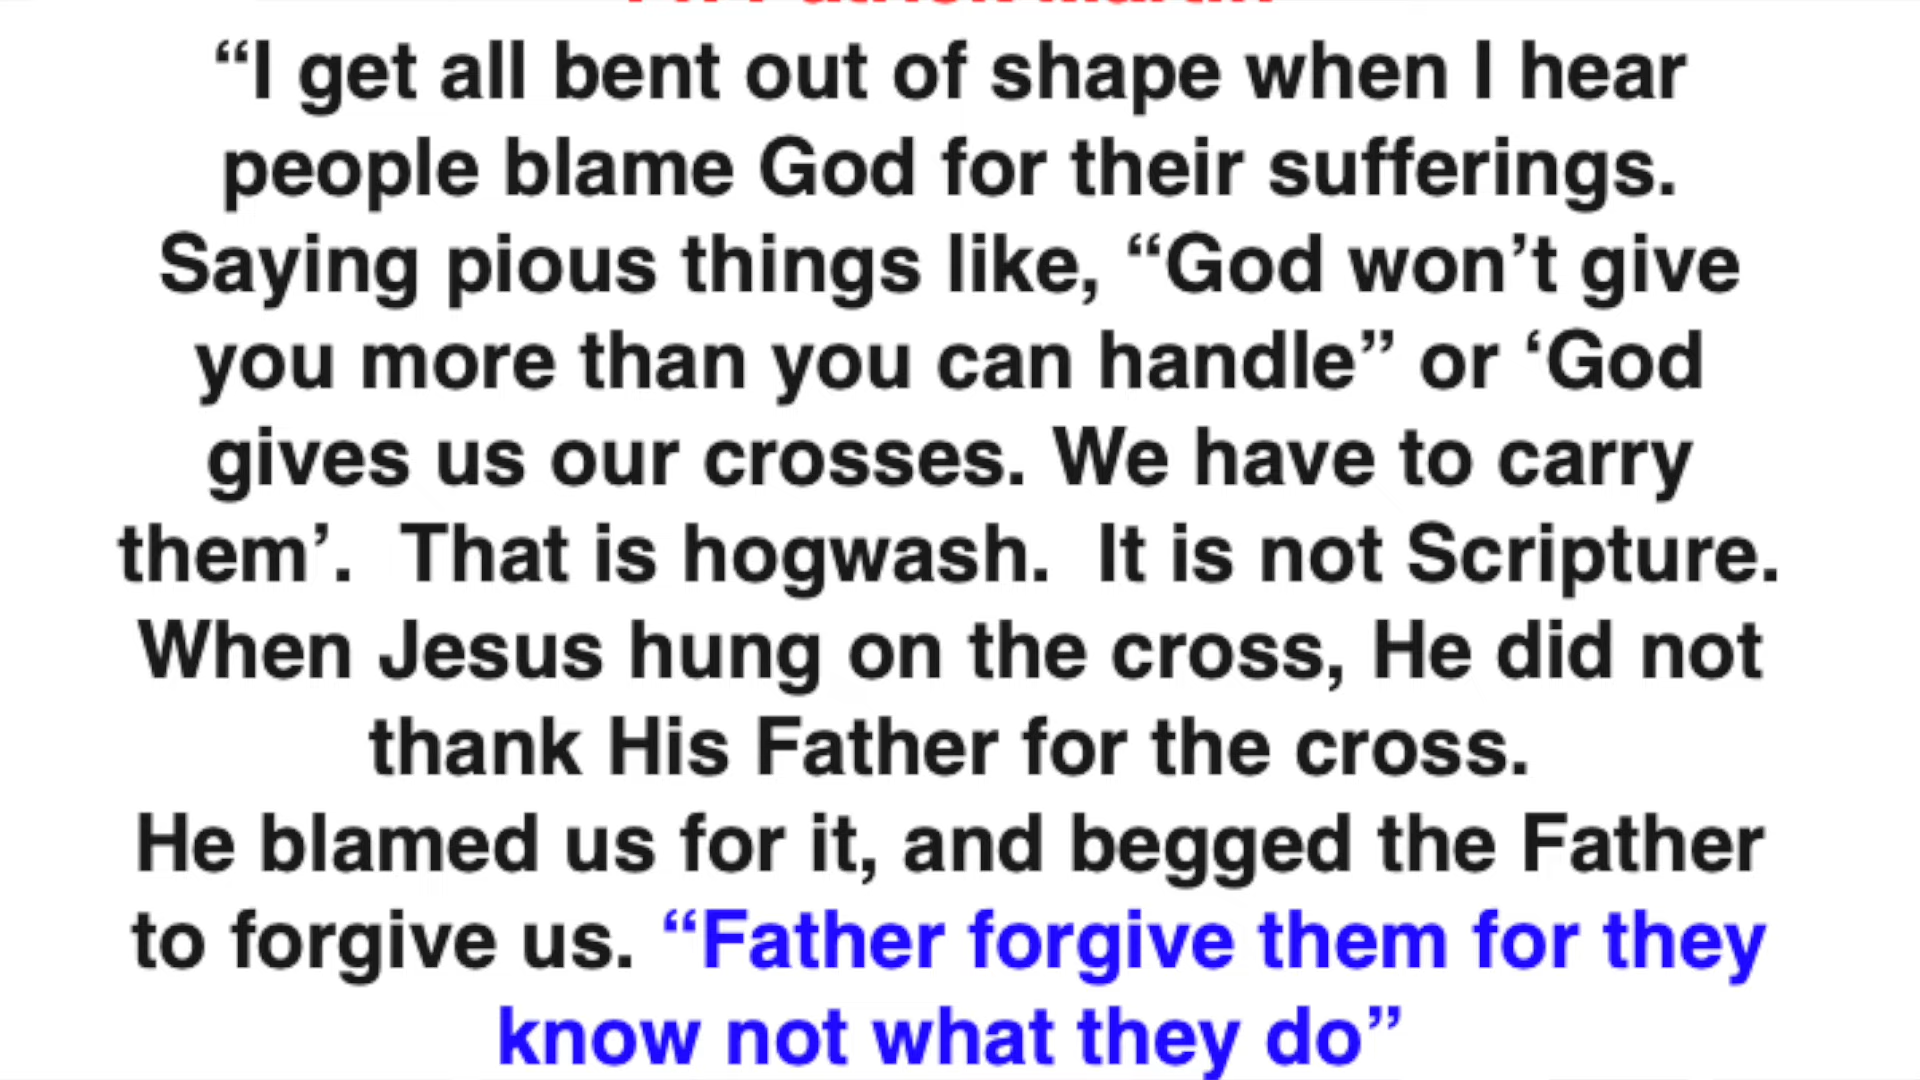 “I get all bent out of shape when I hear
people blame God for their sufferings.
Saying pious things like, “God won’t give
you more than you can handle” or ‘God
gives us our crosses. We have to carry
them’.  That is hogwash.  It is not Scripture.
When Jesus hung on the cross, He did not
thank His Father for the cross.
He blamed us for it, and begged the Father
to forgive us. “Father forgive them for they
know not what they do”